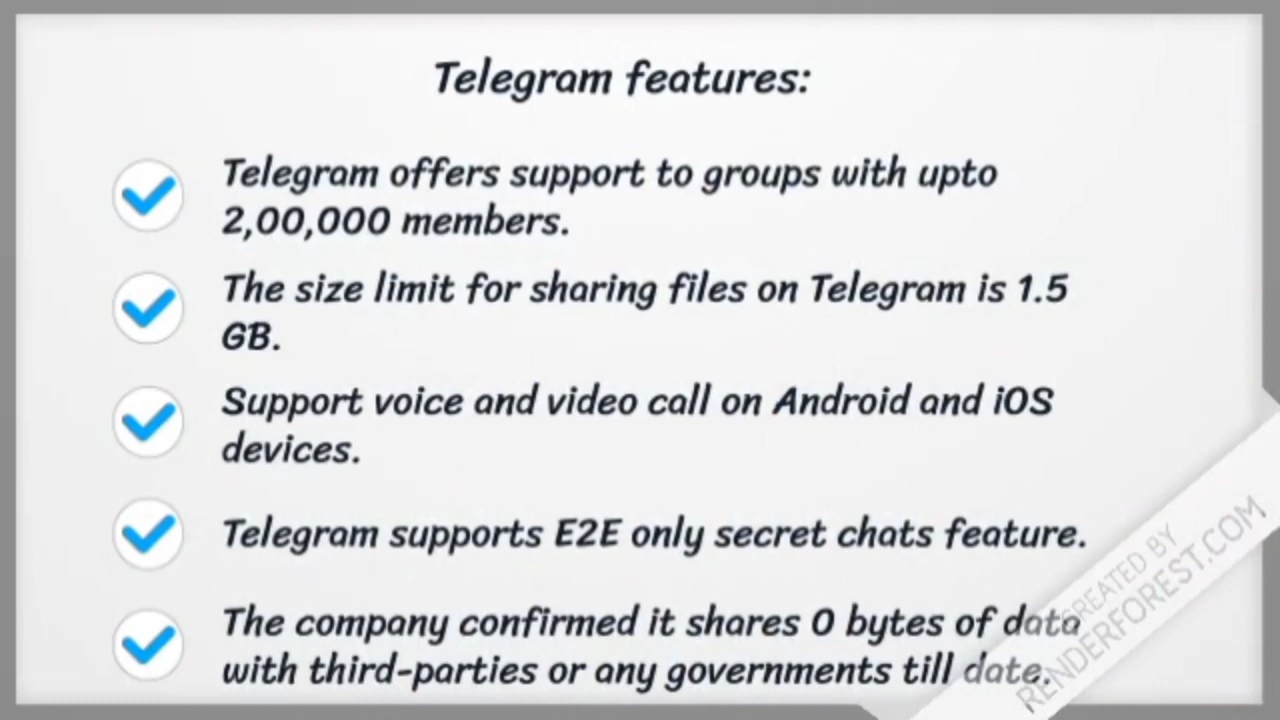 Telegram features:
Telegram offers support to groups with upto
2,00,000 members.
The size limit for sharing files on Telegram is 1.5
GB.
Support voice and video call on Android and iOS
devices.
Telegram supports E2E only secret chats feature.
The company confirmed it shares 0 bytes of data
with third-parties or any governments till date.
CREATED BY
RENDERFOREST.COM